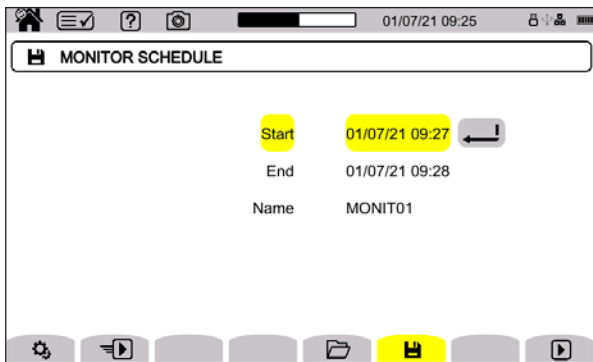 01/07/21 09:25
MONITOR SCHEDULE
Start 01/07/21 09:27
End 01/07/21 09:28
Name MONIT01